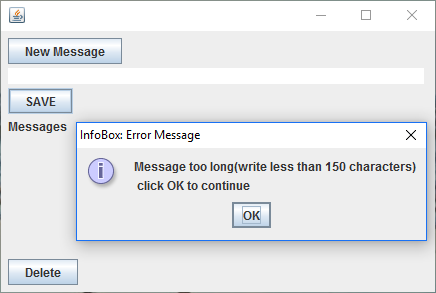 New Message
SAVE
Messages
InfoBox: Error Message
Message too long(write less than 150 characters)
click OK to continue
OK
Delete